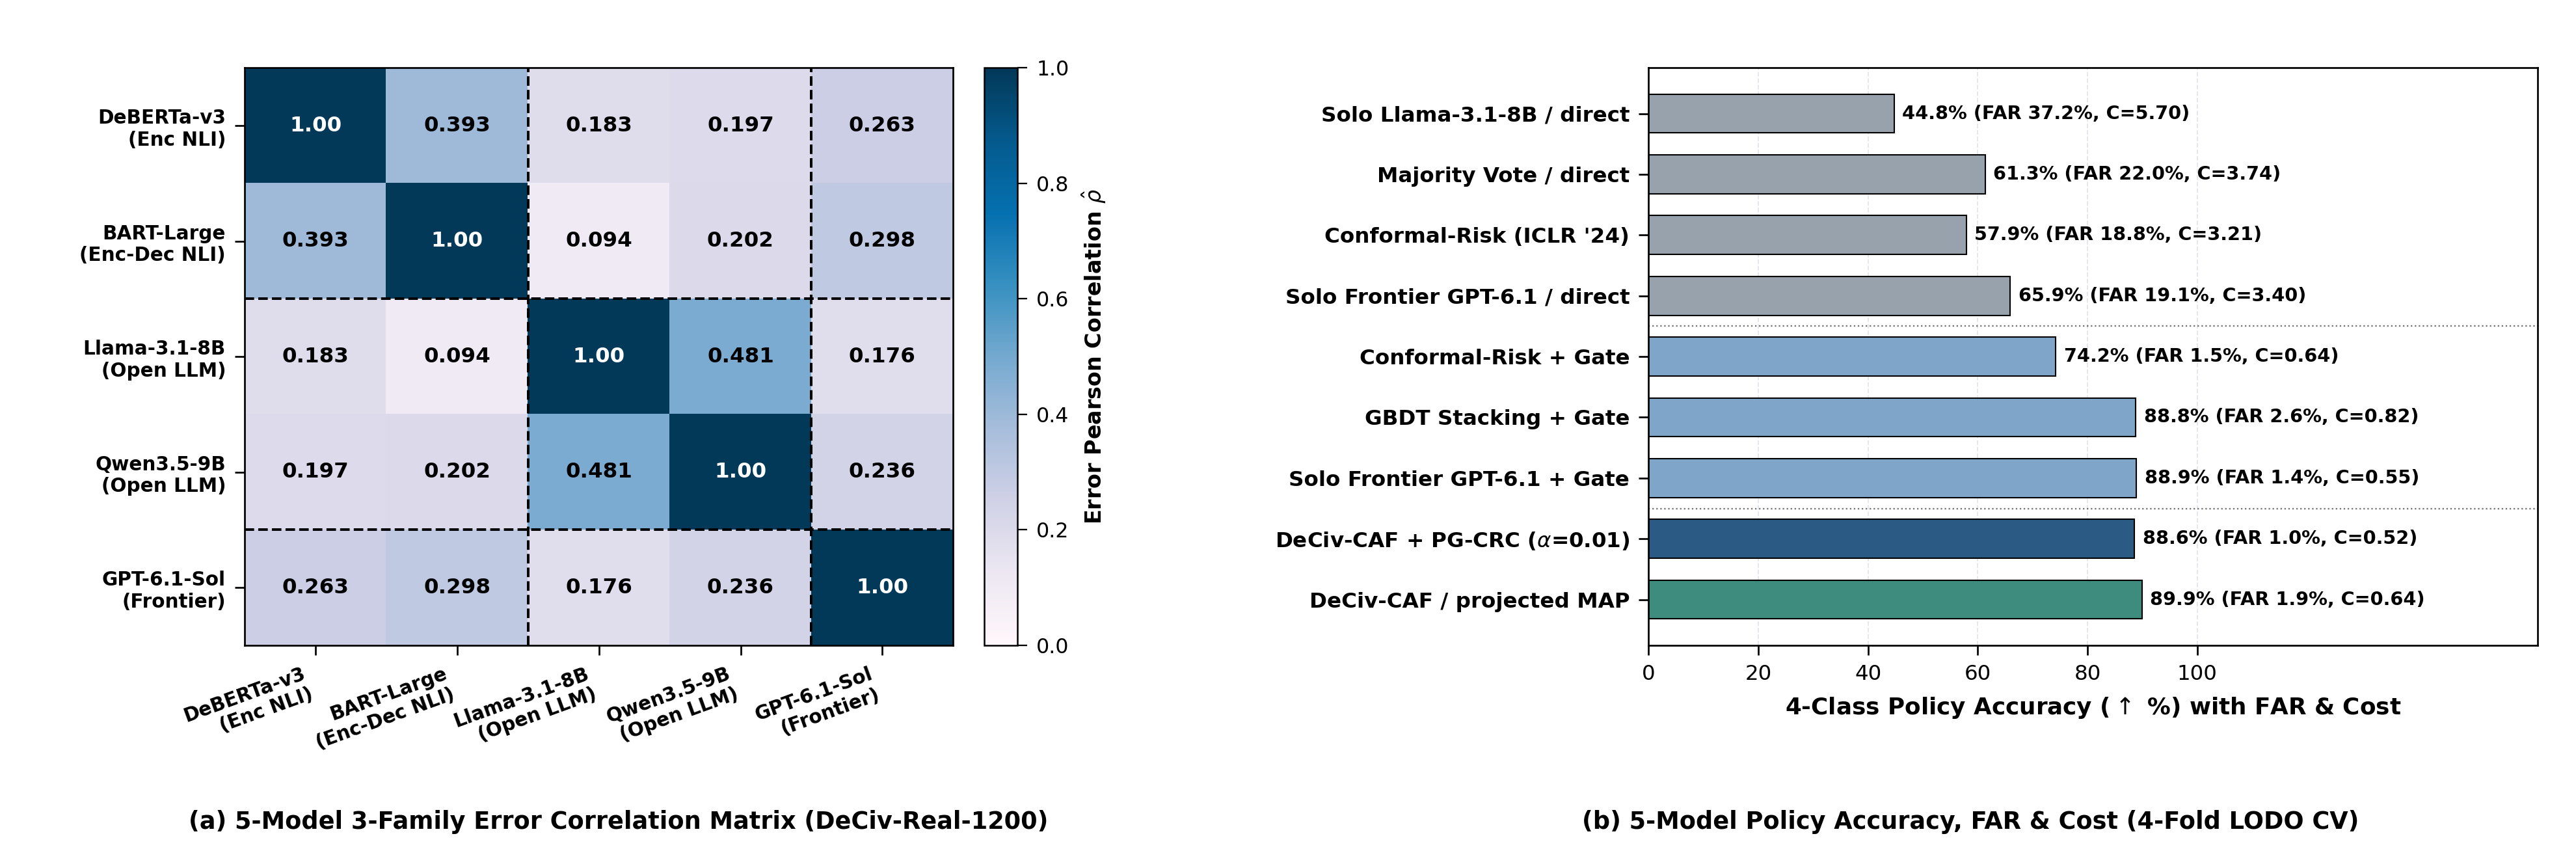 DeBERTa-v3
(Enc NLI)
1.00 0.393 0.183 0.197 0.263
BART-Large
(Enc-Dec NLI)
0.393 1.00 0.094 0.202 0.298
Llama-3.1-8B
(Open LLM)
0.183 0.094 1.00 0.481 0.176
Qwen3.5-9B
(Open LLM)
0.197 0.202 0.481 1.00 0.236
GPT-6.1-Sol
(Frontier)
0.263 0.298 0.176 0.236 1.00
DeBERTa-v3
(Enc NLI)
BART-Large
(Enc-Dec NLI)
Llama-3.1-8B
(Open LLM)
Qwen3.5-9B
(Open LLM)
GPT-6.1-Sol
(Frontier)
1.0
0.8
0.6
0.4
0.2
0.0
Error Pearson Correlation ρ̂
(a) 5-Model 3-Family Error Correlation Matrix (DeCiv-Real-1200)
Solo Llama-3.1-8B / direct 44.8% (FAR 37.2%, C=5.70)
Majority Vote / direct 61.3% (FAR 22.0%, C=3.74)
Conformal-Risk (ICLR '24) 57.9% (FAR 18.8%, C=3.21)
Solo Frontier GPT-6.1 / direct 65.9% (FAR 19.1%, C=3.40)
Conformal-Risk + Gate 74.2% (FAR 1.5%, C=0.64)
GBDT Stacking + Gate 88.8% (FAR 2.6%, C=0.82)
Solo Frontier GPT-6.1 + Gate 88.9% (FAR 1.4%, C=0.55)
DeCiv-CAF + PG-CRC (α=0.01) 88.6% (FAR 1.0%, C=0.52)
DeCiv-CAF / projected MAP 89.9% (FAR 1.9%, C=0.64)
0 20 40 60 80 100
4-Class Policy Accuracy ( ↑ %) with FAR & Cost
(b) 5-Model Policy Accuracy, FAR & Cost (4-Fold LODO CV)